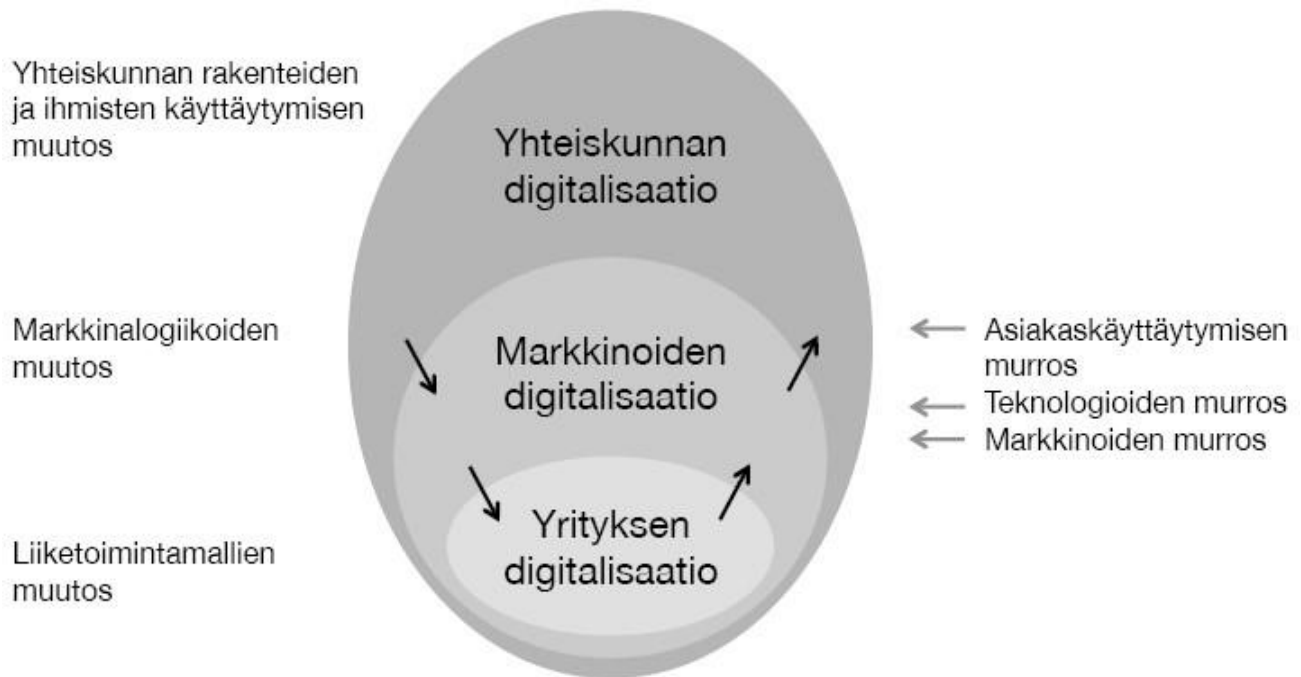 Yhteiskunnan rakenteiden
ja ihmisten käyttäytymisen
muutos
Yhteiskunnan
digitalisaatio
Markkinalogiikoiden
muutos
Markkinoiden
digitalisaatio
Asiakaskäyttäytymisen
murros
Teknologioiden murros
Markkinoiden murros
Liiketoimintamallien
muutos
Yrityksen
digitalisaatio